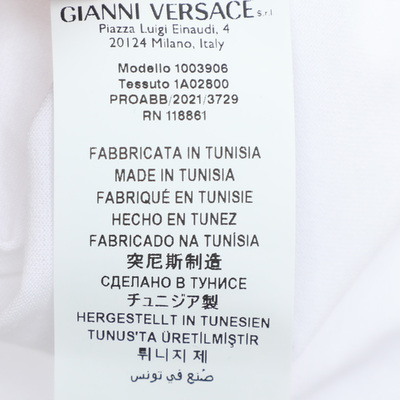 GIANNI VERSACE s.r.l
Piazza Luigi Einaudi, 4
20124 Milano, Italy
Modello 1003906
Tessuto 1A02800
PROABB/2021/3729
RN 118861
FABBRICATA IN TUNISIA
MADE IN TUNISIA
FABRIQUÉ EN TUNISIE
HECHO EN TUNEZ
FABRICADO NA TUNÍSIA
突尼斯制造
СДЕЛАНО В ТУНИСЕ
チュニジア製
HERGESTELLT IN TUNESIEN
TUNUS'TA ÜRETİLMİŞTİR
튀니지 제
صنع في تونس